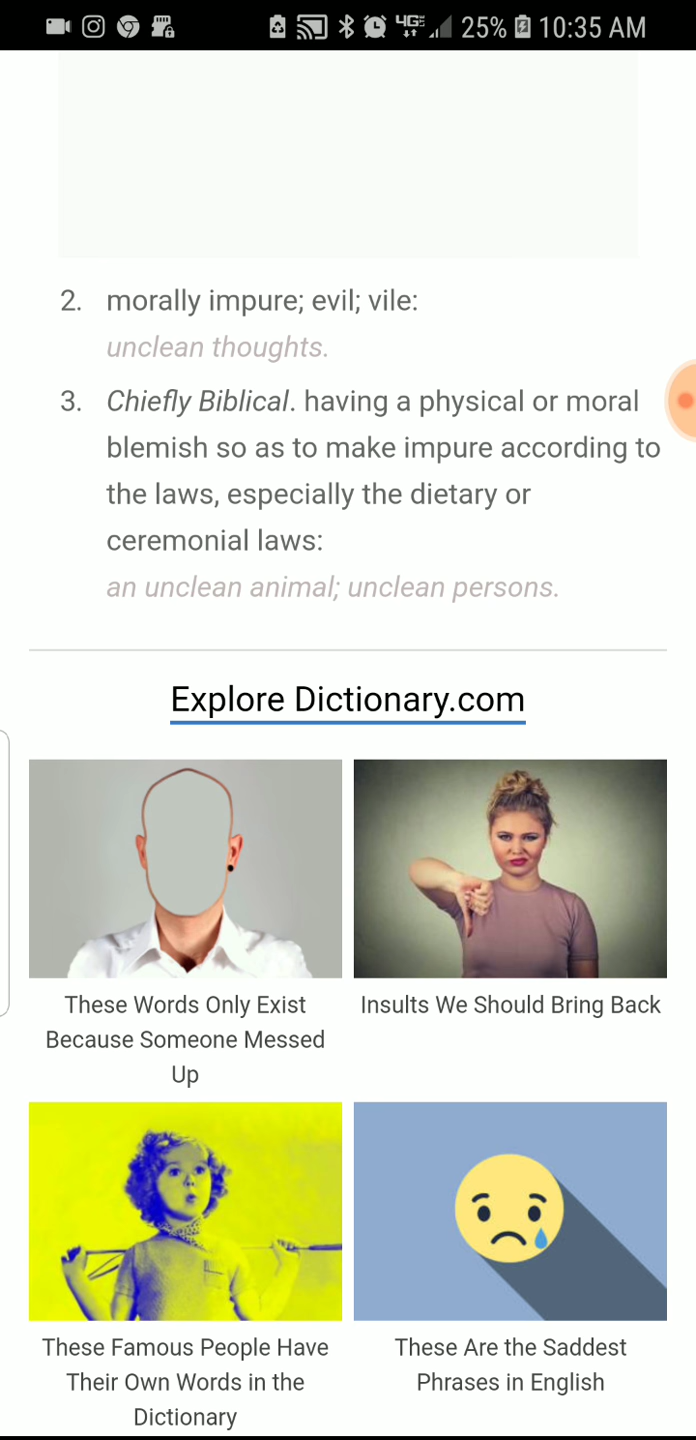 4GE 25% 10:35 AM
2. morally impure; evil; vile:
unclean thoughts.
3. Chiefly Biblical. having a physical or moral
blemish so as to make impure according to
the laws, especially the dietary or
ceremonial laws:
an unclean animal; unclean persons.
Explore Dictionary.com
These Words Only Exist
Because Someone Messed
Up
Insults We Should Bring Back
These Famous People Have
Their Own Words in the
Dictionary
These Are the Saddest
Phrases in English